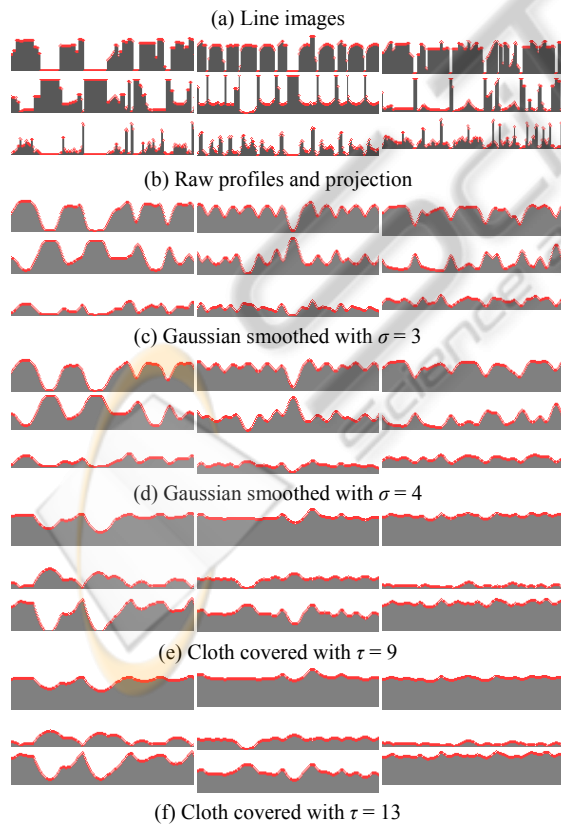 (a) Line images
(b) Raw profiles and projection
(c) Gaussian smoothed with σ = 3
(d) Gaussian smoothed with σ = 4
(e) Cloth covered with τ = 9
(f) Cloth covered with τ = 13